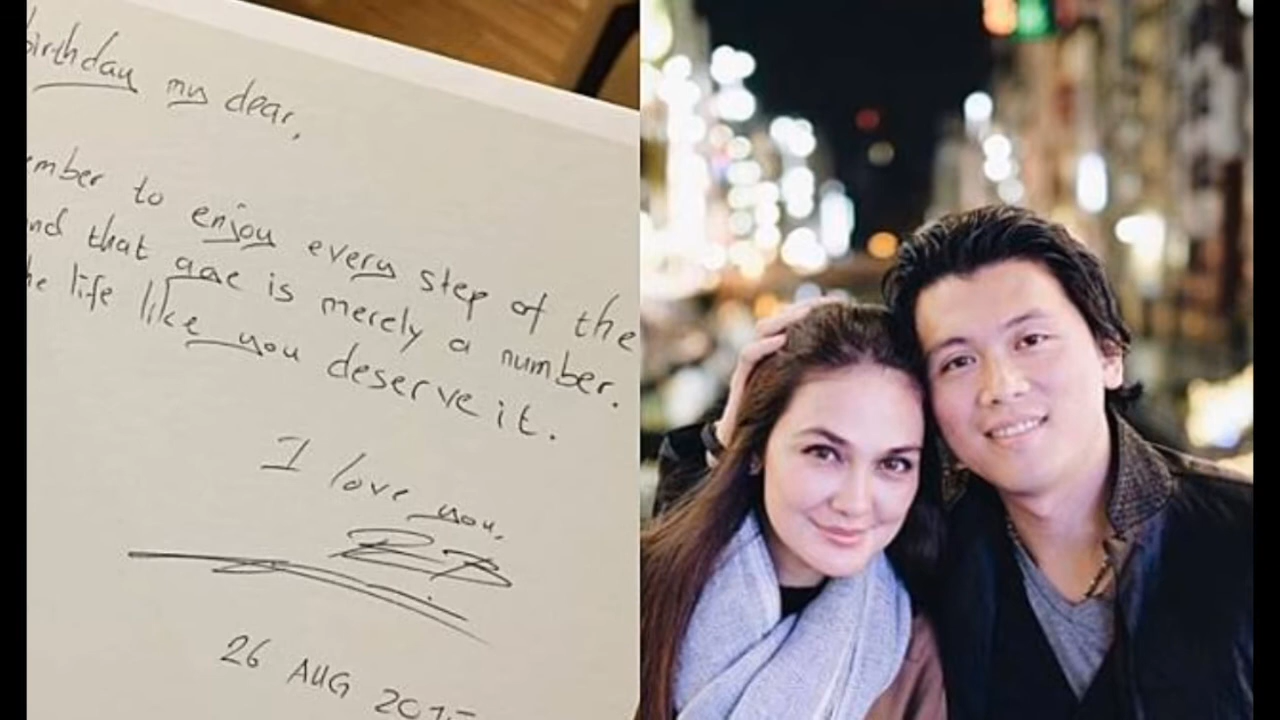 birthday my dear,
ember to enjoy every step of the
nd that age is merely a number.
he life like you deserve it.
I love you,
26 AUG